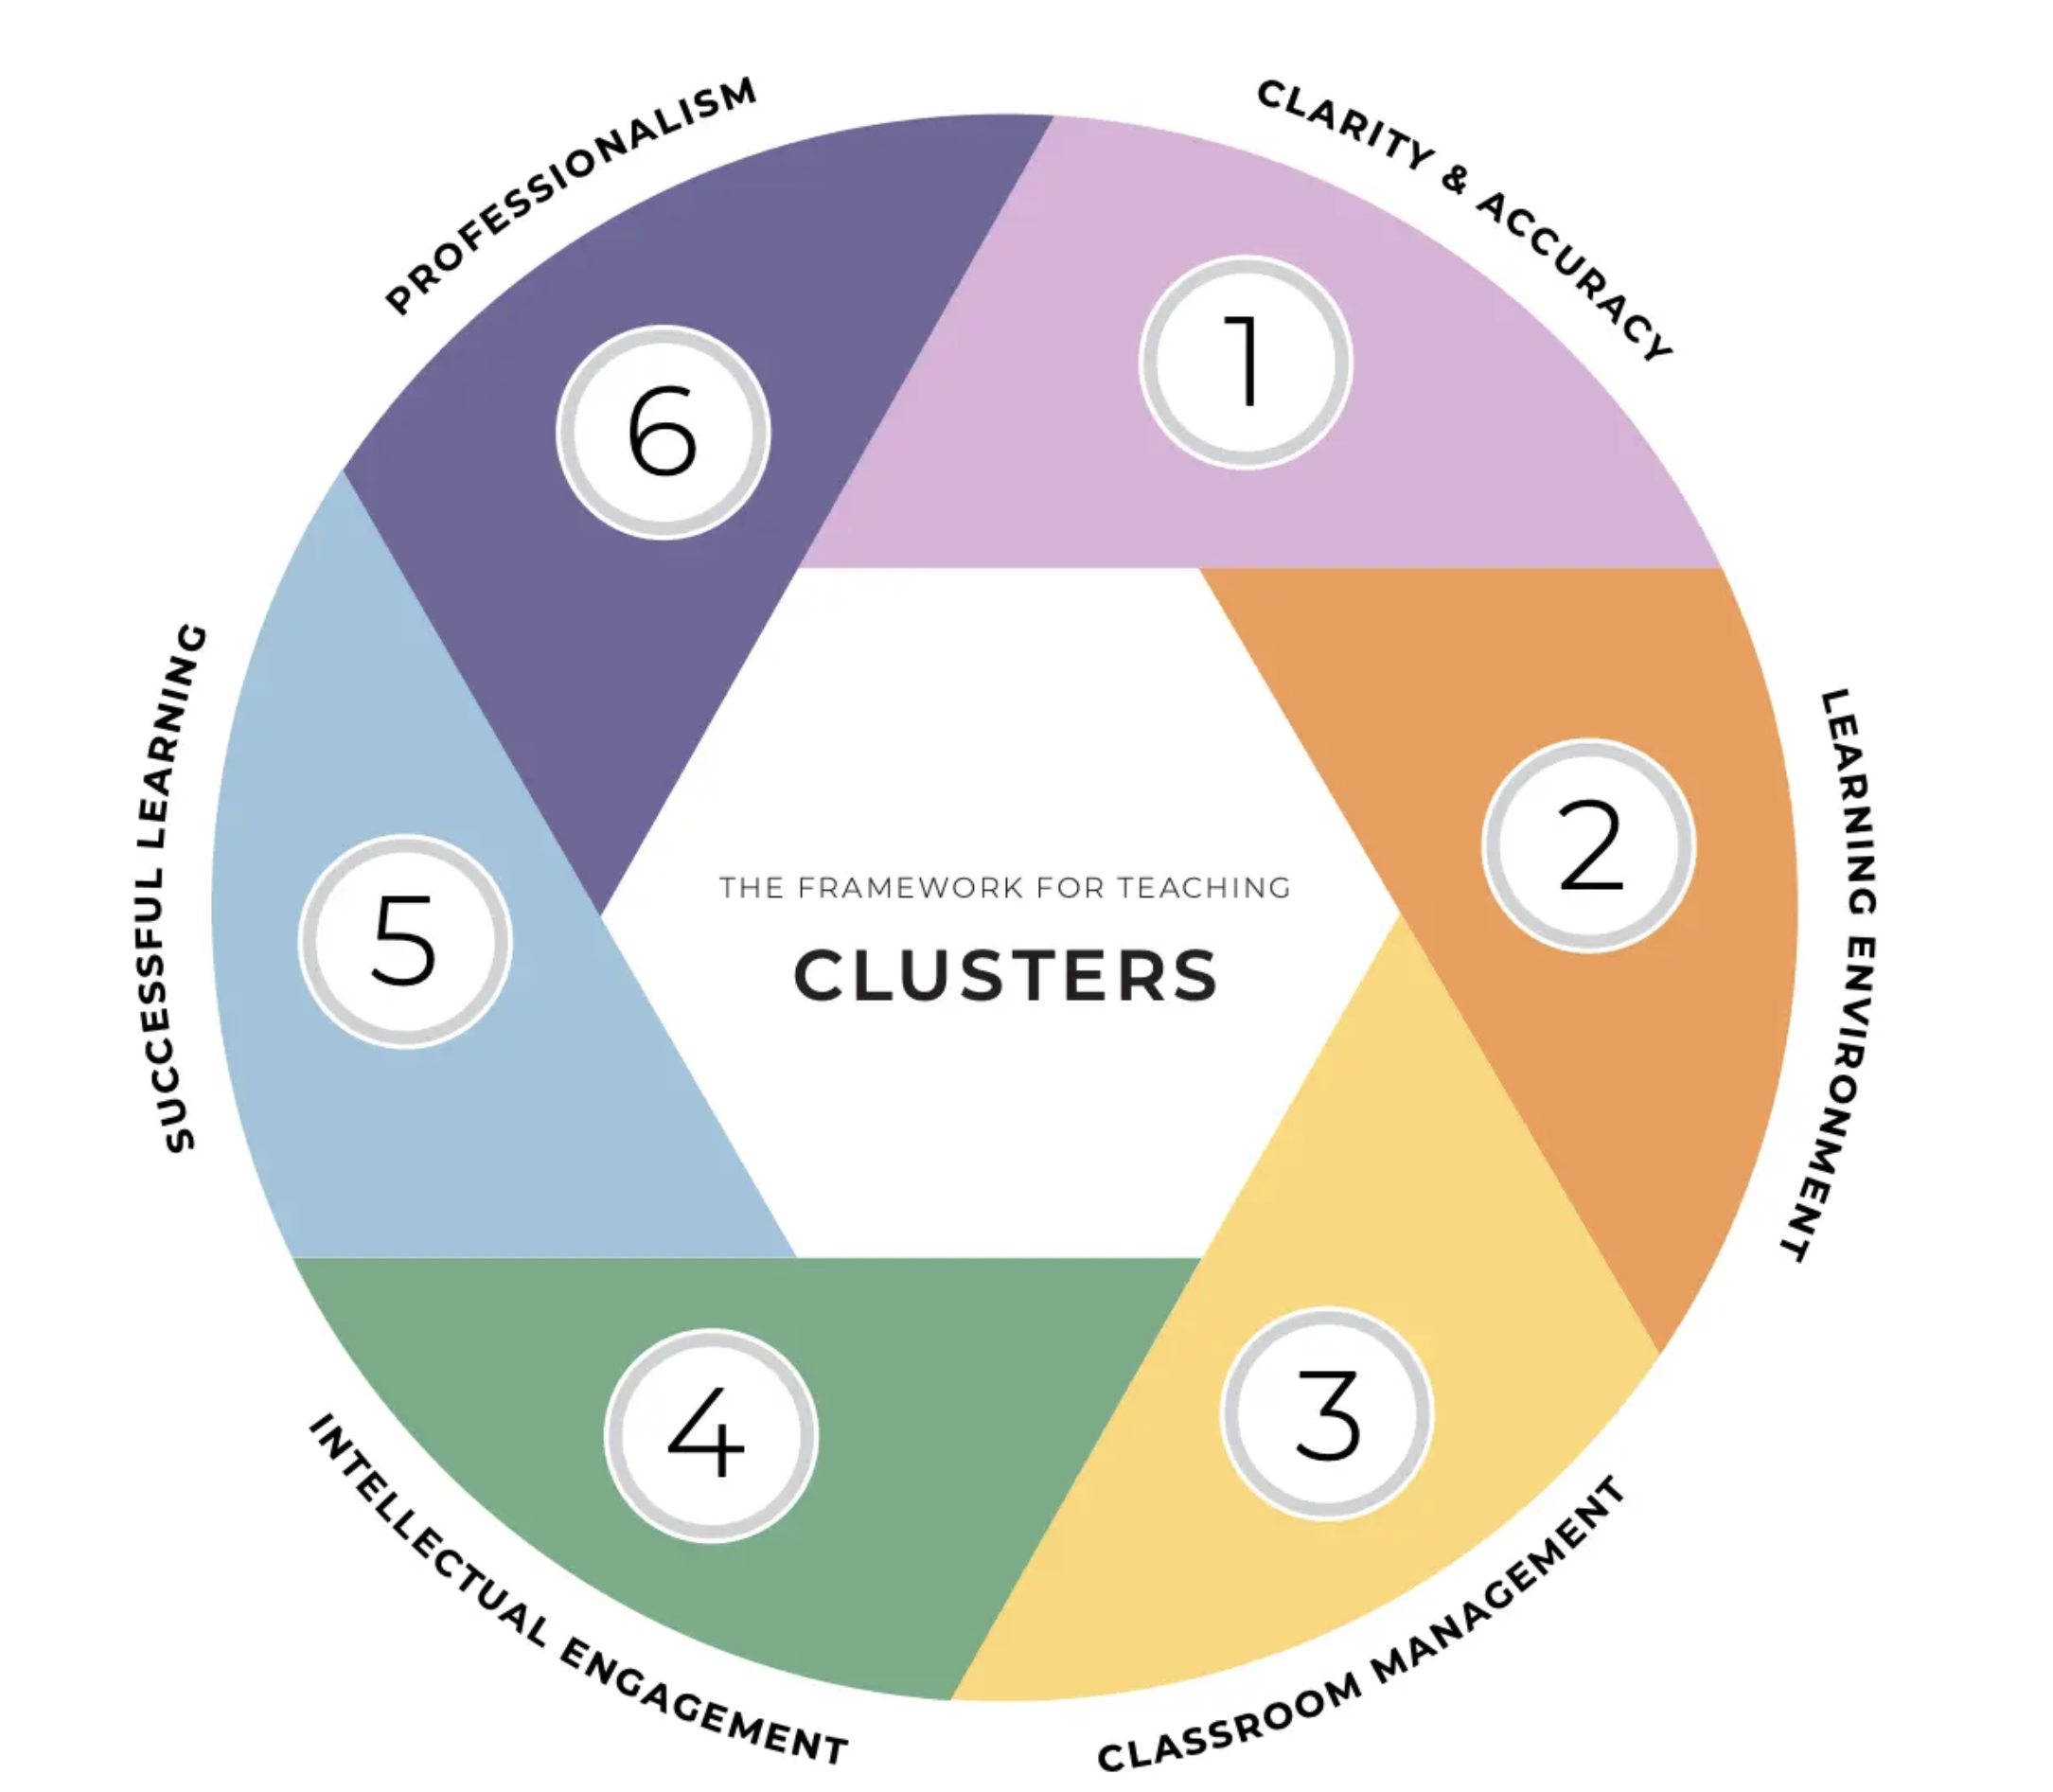 THE FRAMEWORK FOR TEACHING
CLUSTERS
1
CLARITY & ACCURACY
2
LEARNING ENVIRONMENT
3
CLASSROOM MANAGEMENT
4
INTELLECTUAL ENGAGEMENT
5
SUCCESSFUL LEARNING
6
PROFESSIONALISM